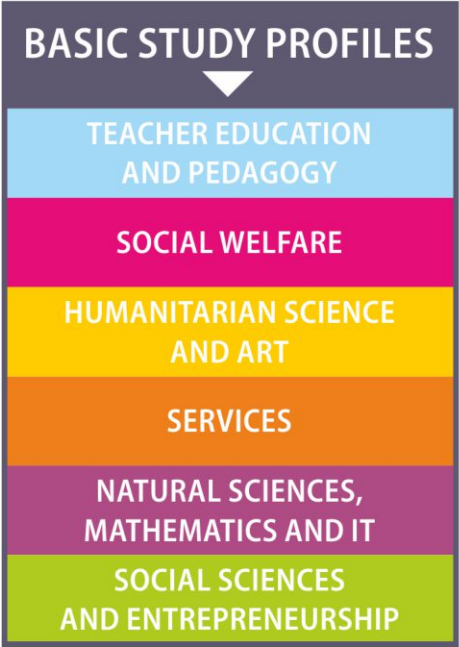 BASIC STUDY PROFILES
TEACHER EDUCATION
AND PEDAGOGY
SOCIAL WELFARE
HUMANITARIAN SCIENCE
AND ART
SERVICES
NATURAL SCIENCES,
MATHEMATICS AND IT
SOCIAL SCIENCES
AND ENTREPRENEURSHIP